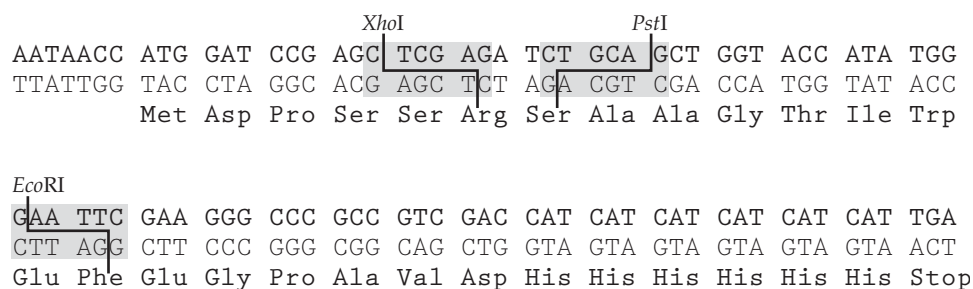 XhoI PstI
AATAACC ATG GAT CCG AGC TCG AGA TCT GCA GCT GGT ACC ATA TGG
TTATTGG TAC CTA GGC ACG AGC TCT AGA CGT CGA CCA TGG TAT ACC
Met Asp Pro Ser Ser Arg Ser Ala Ala Gly Thr Ile Trp
EcoRI
GAA TTC GAA GGG CCC GCC GTC GAC CAT CAT CAT CAT CAT CAT TGA
CTT AGG CTT CCC GGG CGG CAG CTG GTA GTA GTA GTA GTA GTA ACT
Glu Phe Glu Gly Pro Ala Val Asp His His His His His His Stop